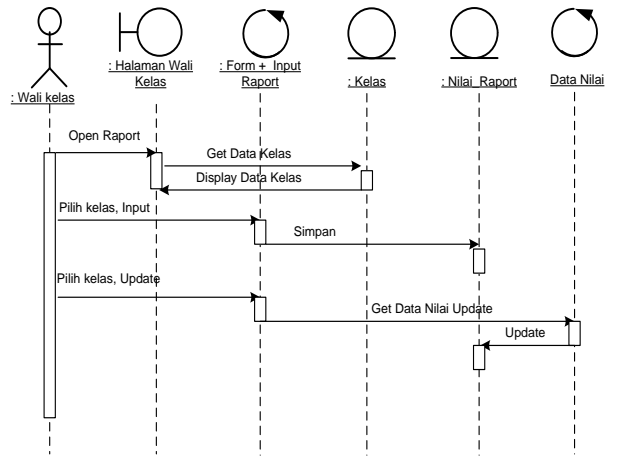 : Wali kelas
: Halaman Wali
Kelas
: Form + Input
Raport
: Kelas
: Nilai_Raport
Data Nilai
Open Raport
Get Data Kelas
Display Data Kelas
Pilih kelas, Input
Simpan
Pilih kelas, Update
Get Data Nilai Update
Update